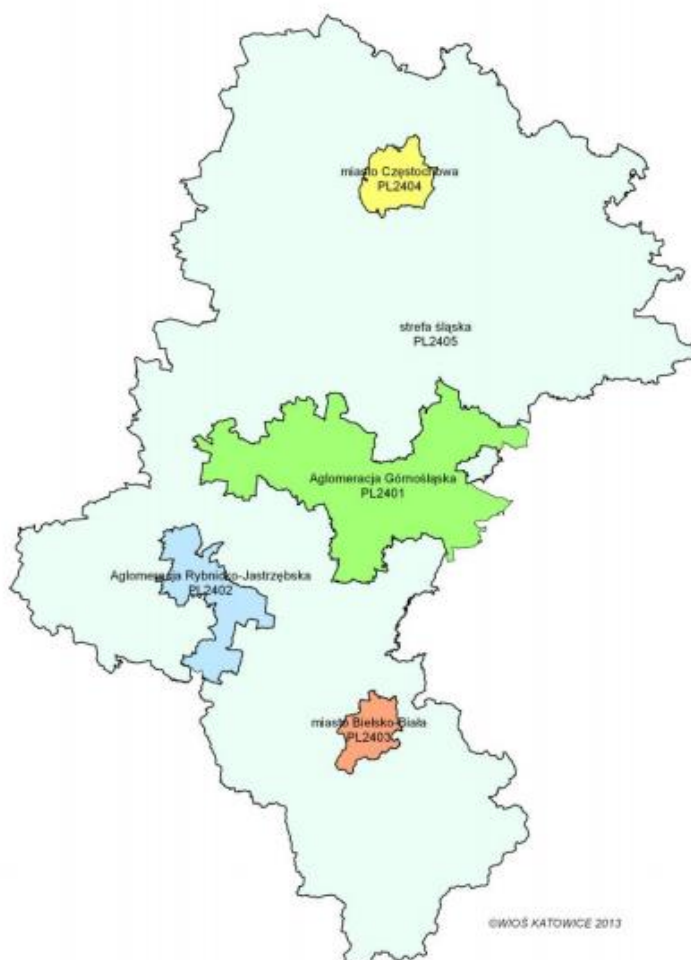 miasto Częstochowa
PL2404
strefa śląska
PL2405
Aglomeracja Górnośląska
PL2401
Aglomeracja Rybnicko-Jastrzębska
PL2402
miasto Bielsko-Biała
PL2403
©WIOŚ KATOWICE 2013